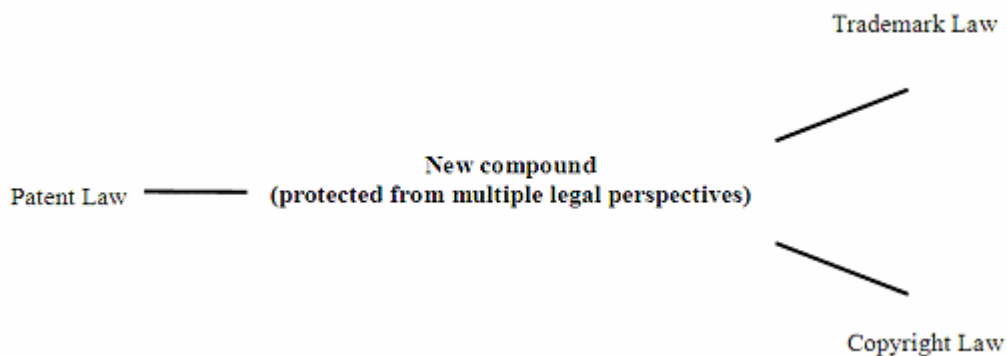 Trademark Law
New compound
Patent Law
(protected from multiple legal perspectives)
Copyright Law